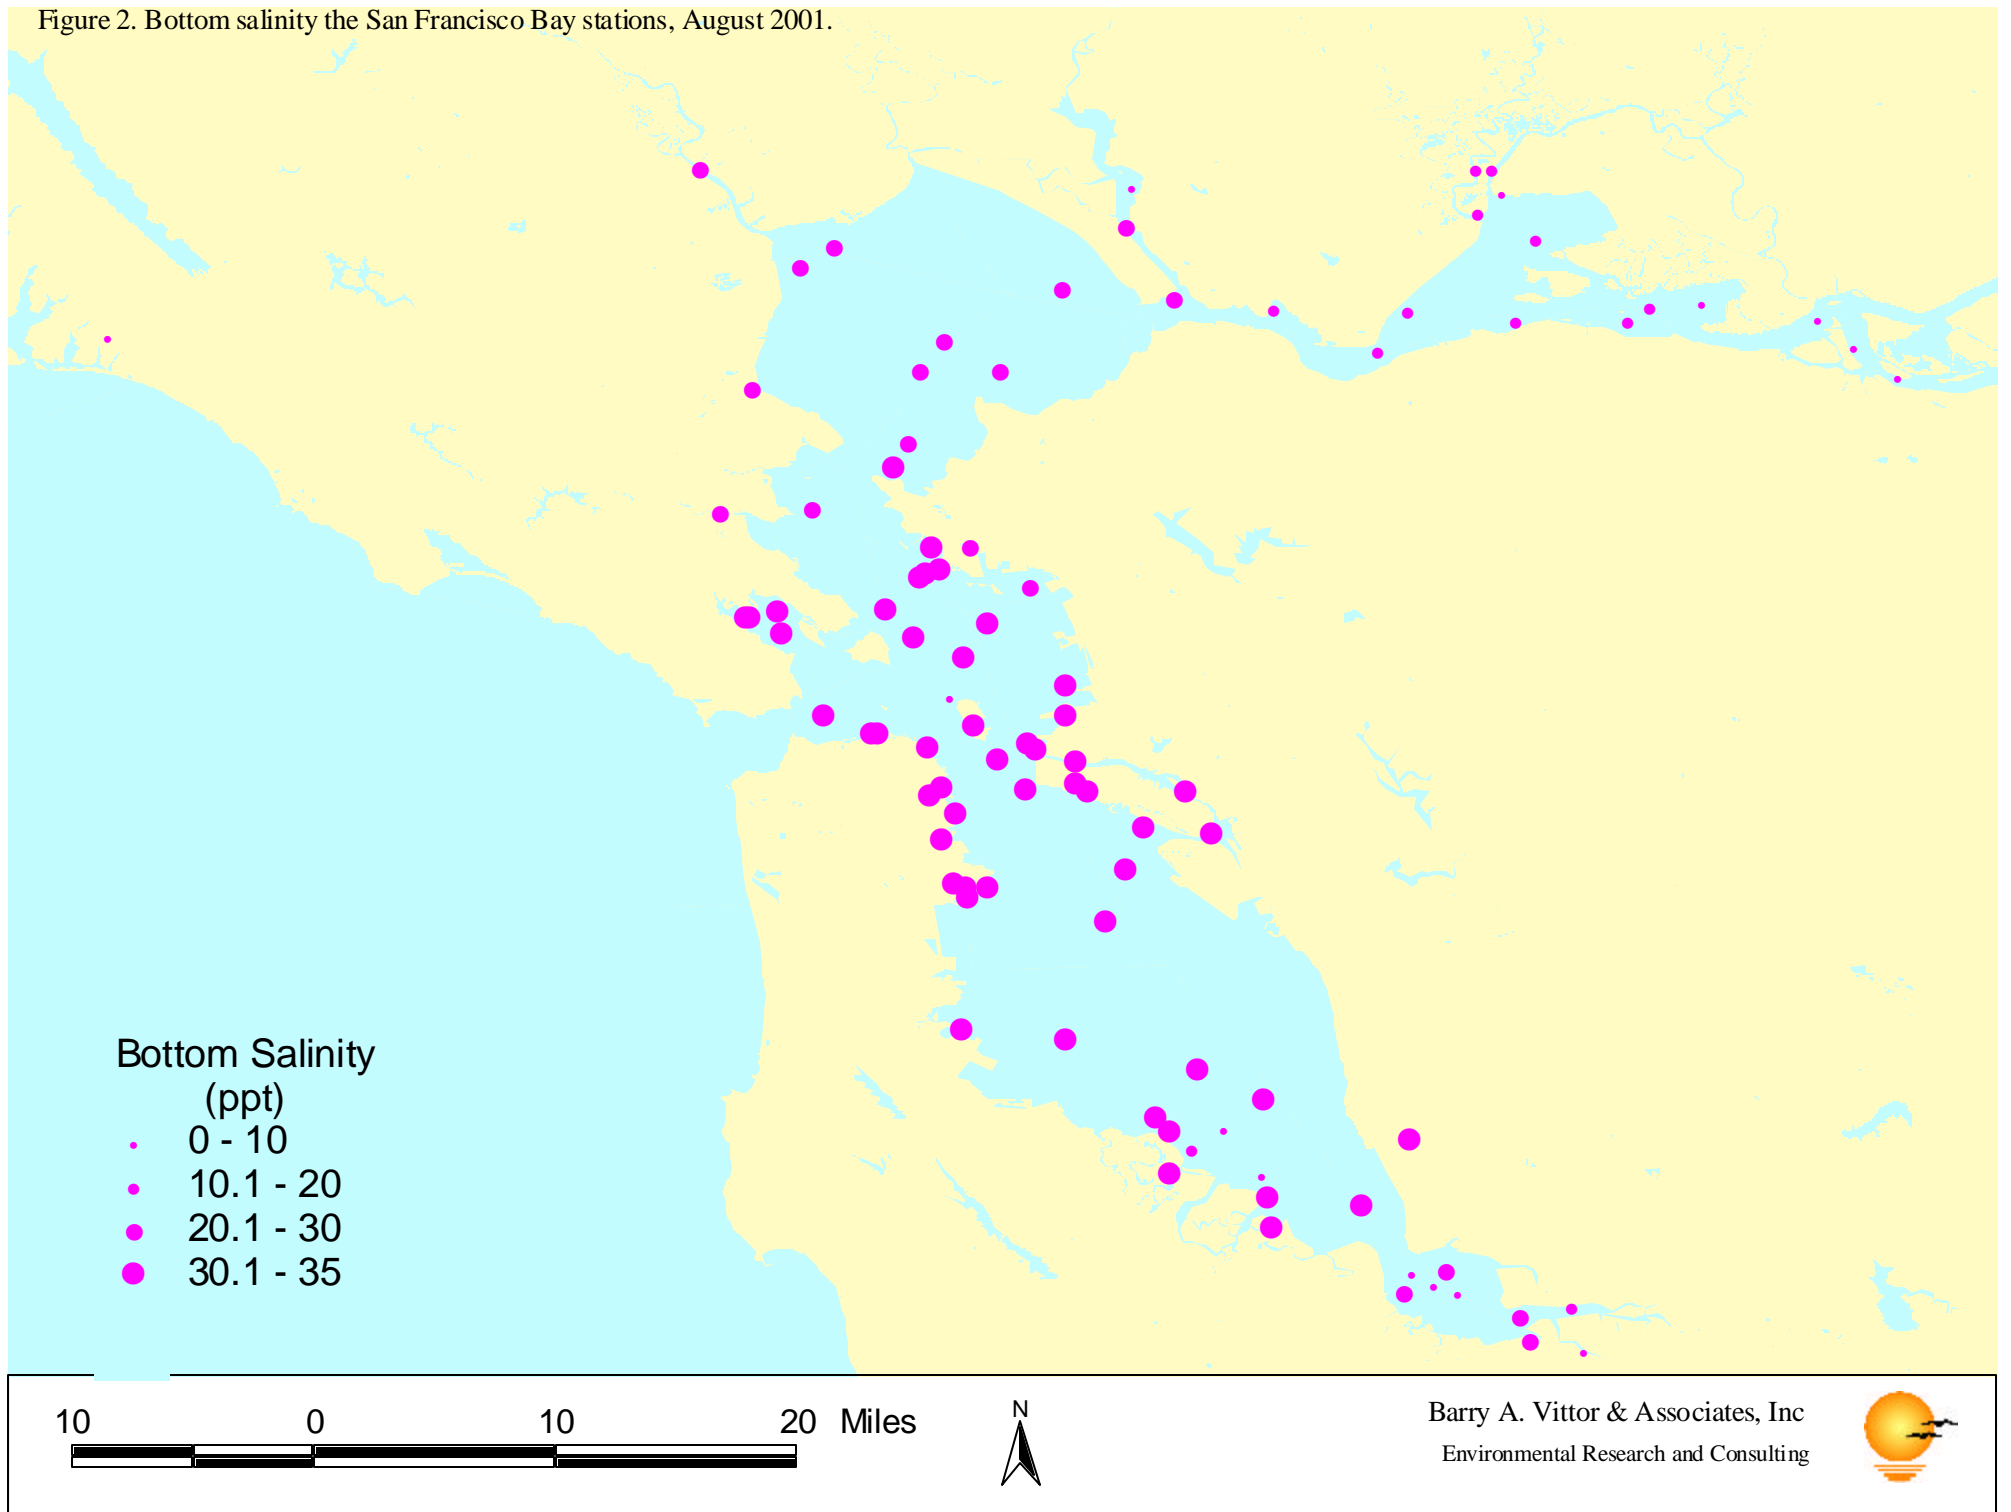 Figure 2. Bottom salinity the San Francisco Bay stations, August 2001.
Bottom Salinity
(ppt)
0 - 10
10.1 - 20
20.1 - 30
30.1 - 35
10 0 10 20 Miles
N
Barry A. Vittor & Associates, Inc
Environmental Research and Consulting